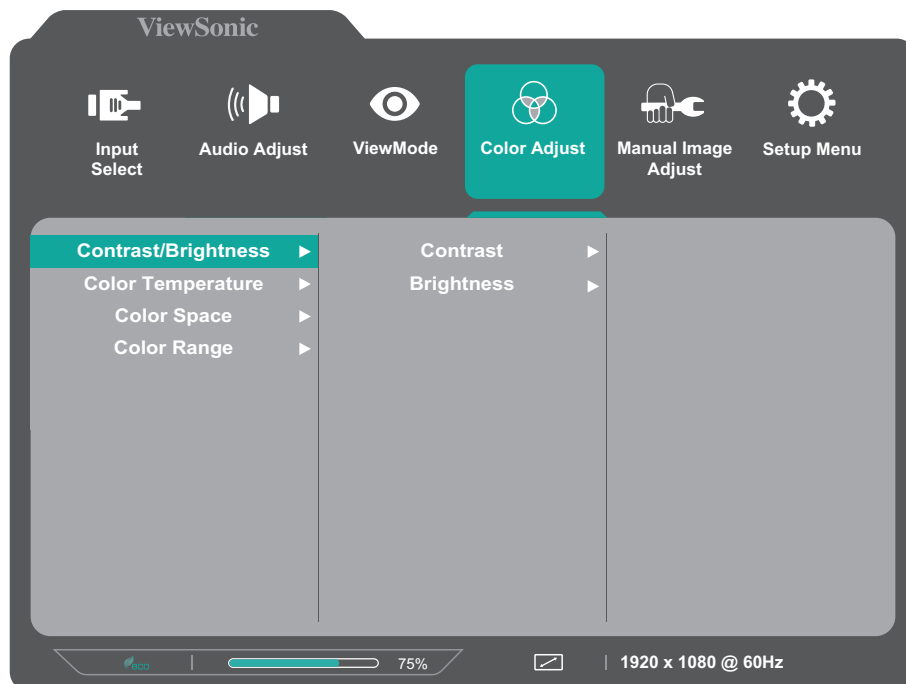 ViewSonic
Input
Select
Audio Adjust
ViewMode
Color Adjust
Manual Image
Adjust
Setup Menu
Contrast/Brightness
Color Temperature
Color Space
Color Range
Contrast
Brightness
ECO
75%
1920 x 1080 @ 60Hz